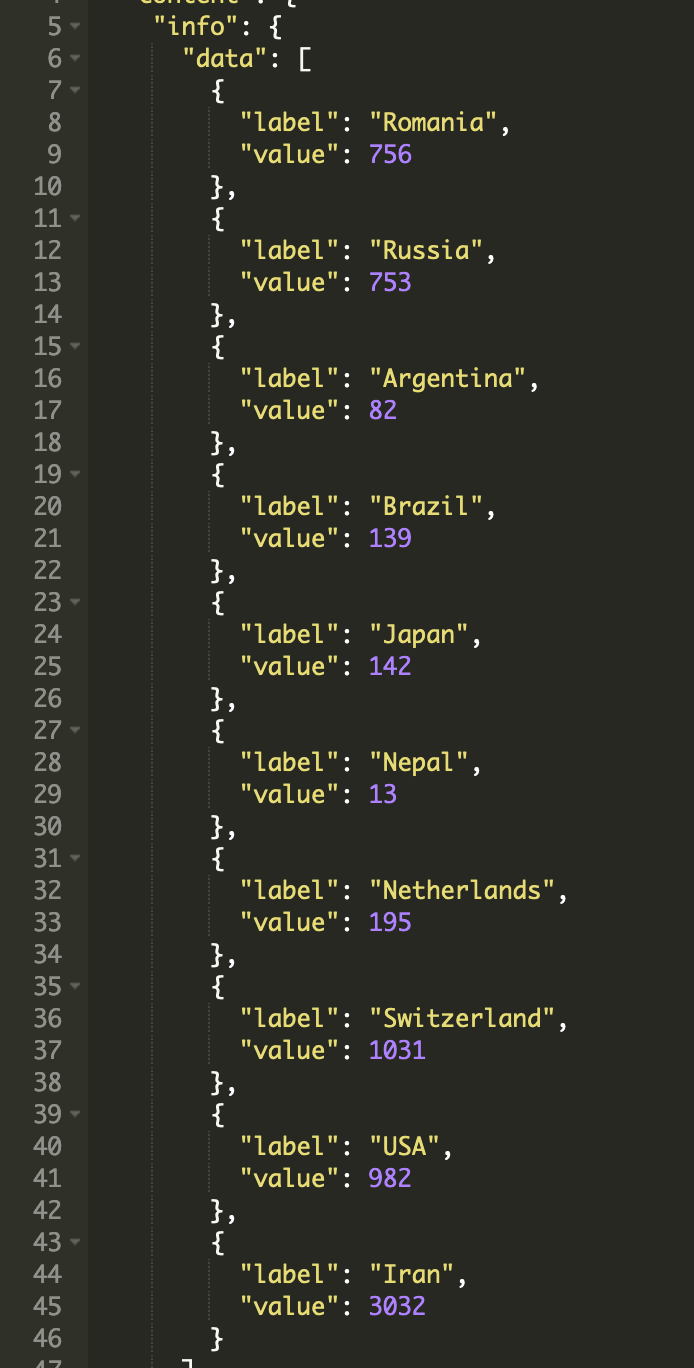 5 "info": {
6 "data": [
7 {
8 "label": "Romania",
9 "value": 756
10 },
11 {
12 "label": "Russia",
13 "value": 753
14 },
15 {
16 "label": "Argentina",
17 "value": 82
18 },
19 {
20 "label": "Brazil",
21 "value": 139
22 },
23 {
24 "label": "Japan",
25 "value": 142
26 },
27 {
28 "label": "Nepal",
29 "value": 13
30 },
31 {
32 "label": "Netherlands",
33 "value": 195
34 },
35 {
36 "label": "Switzerland",
37 "value": 1031
38 },
39 {
40 "label": "USA",
41 "value": 982
42 },
43 {
44 "label": "Iran",
45 "value": 3032
46 }
47 ]